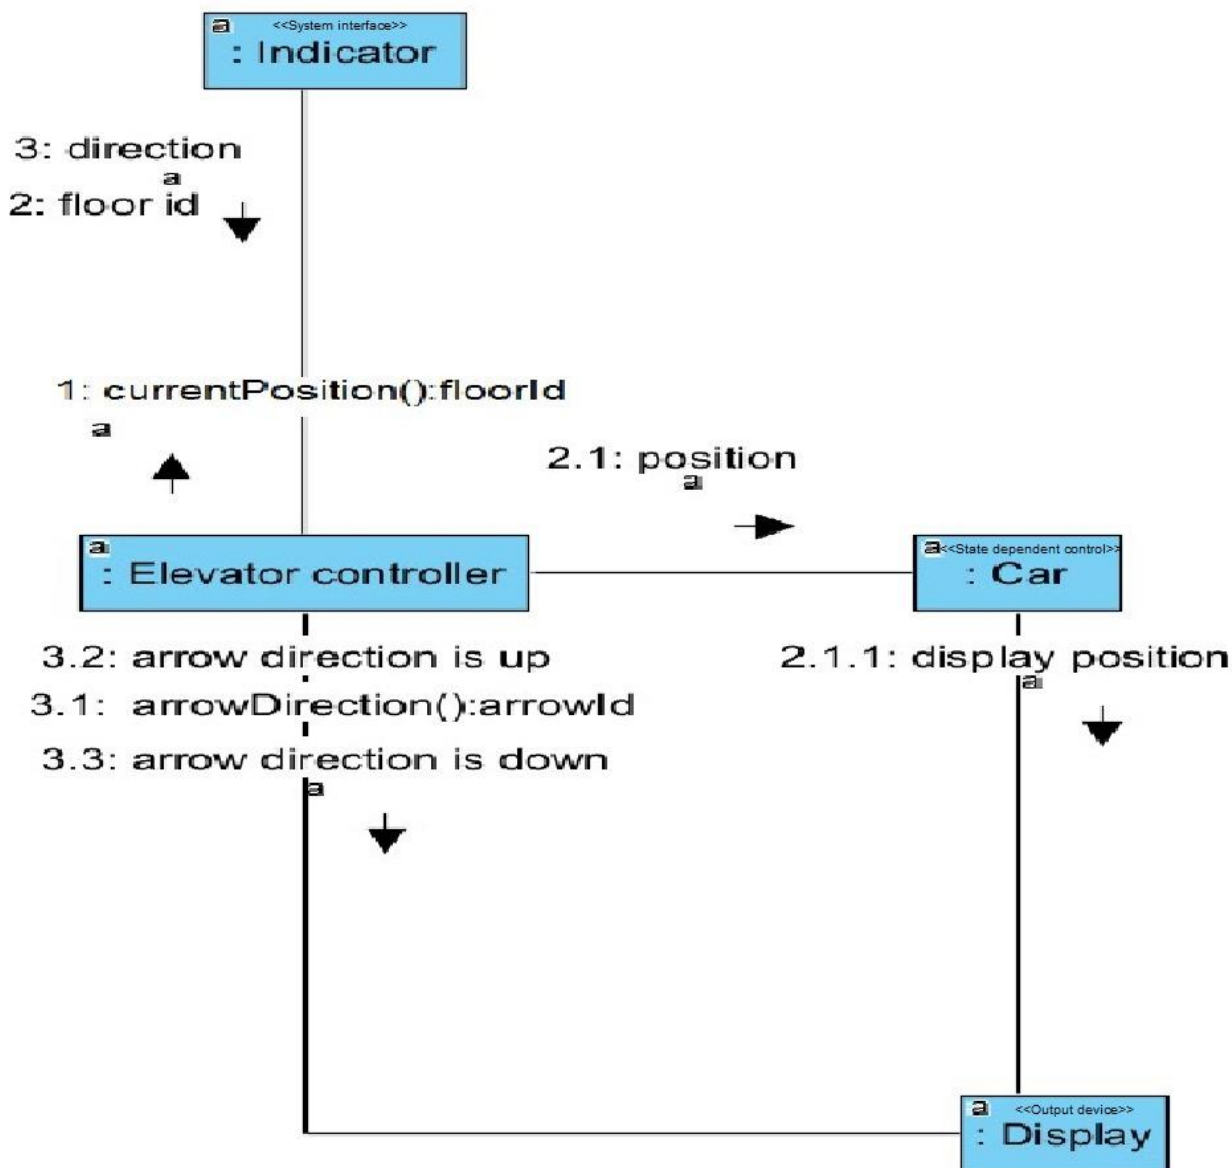 a <<System interface>>
: Indicator
3: direction
a
2: floor id
1: currentPosition():floorId
a
2.1: position
a
a
: Elevator controller
a <<State dependent control>>
: Car
3.2: arrow direction is up
3.1: arrowDirection():arrowId
3.3: arrow direction is down
a
2.1.1: display position
a
a <<Output device>>
: Display